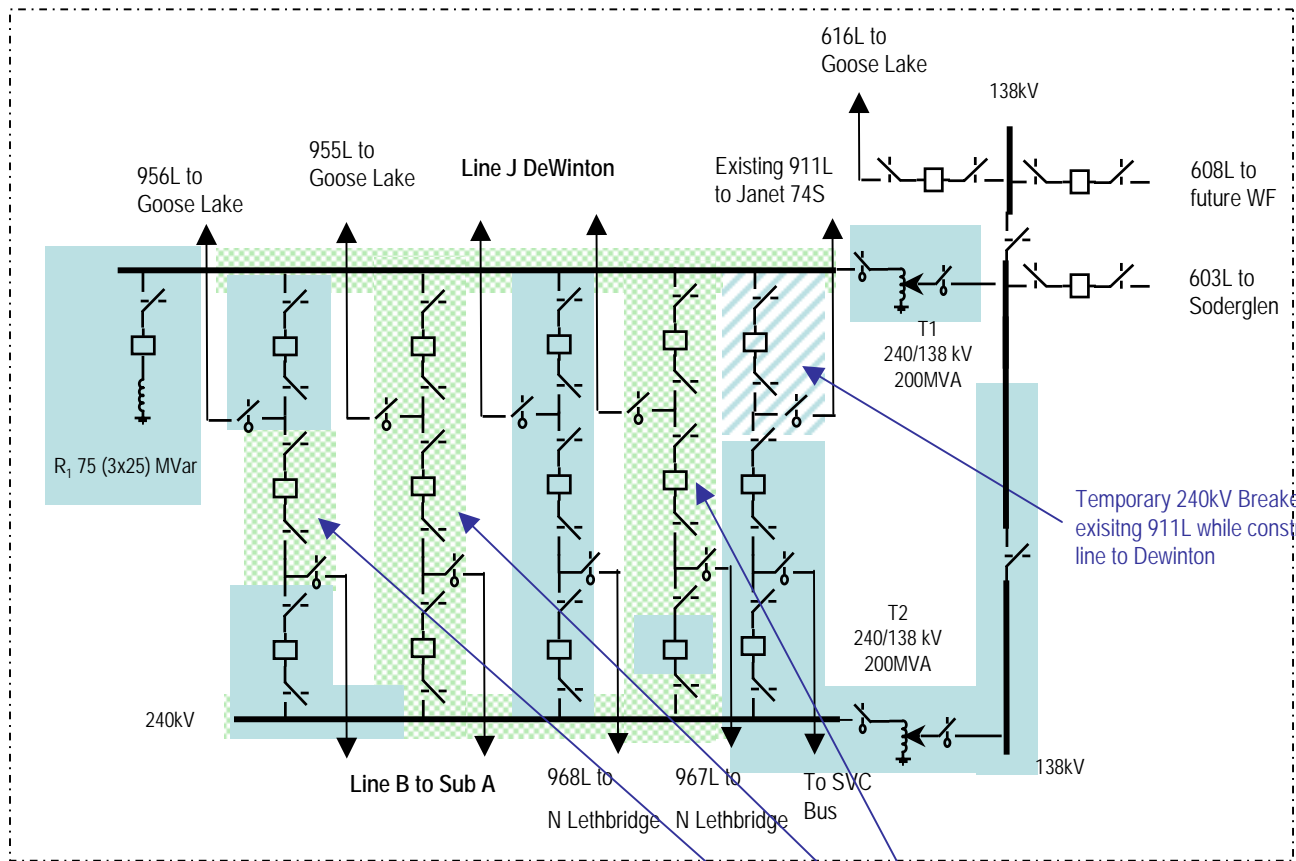 616L to
Goose Lake
138kV
956L to
Goose Lake
955L to
Goose Lake
Line J DeWinton
Existing 911L
to Janet 74S
608L to
future WF
603L to
Soderglen
T1
240/138 kV
200MVA
R1 75 (3x25) MVar
Temporary 240kV Breake
exisitng 911L while const
line to Dewinton
T2
240/138 kV
200MVA
240kV
138kV
Line B to Sub A
968L to
N Lethbridge
967L to
N Lethbridge
To SVC
Bus